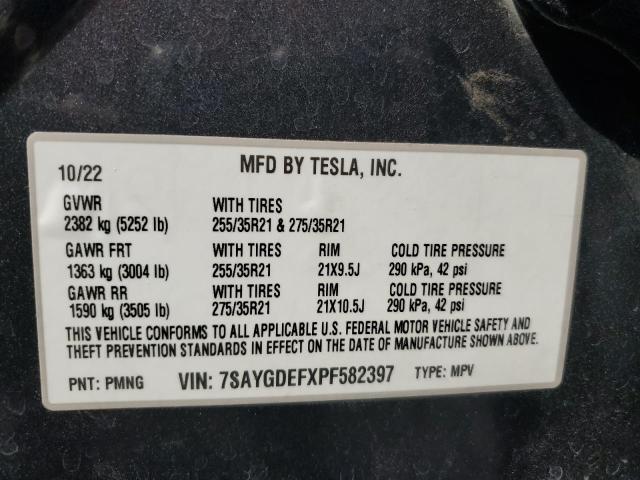 10/22 MFD BY TESLA, INC.
GVWR WITH TIRES
2382 kg (5252 lb) 255/35R21 & 275/35R21
GAWR FRT WITH TIRES RIM COLD TIRE PRESSURE
1363 kg (3004 lb) 255/35R21 21X9.5J 290 kPa, 42 psi
GAWR RR WITH TIRES RIM COLD TIRE PRESSURE
1590 kg (3505 lb) 275/35R21 21X10.5J 290 kPa, 42 psi
THIS VEHICLE CONFORMS TO ALL APPLICABLE U.S. FEDERAL MOTOR VEHICLE SAFETY AND
THEFT PREVENTION STANDARDS IN EFFECT ON THE DATE OF MANUFACTURE SHOWN ABOVE.
PNT: PMNG VIN: 7SAYGDEFXPF582397 TYPE: MPV